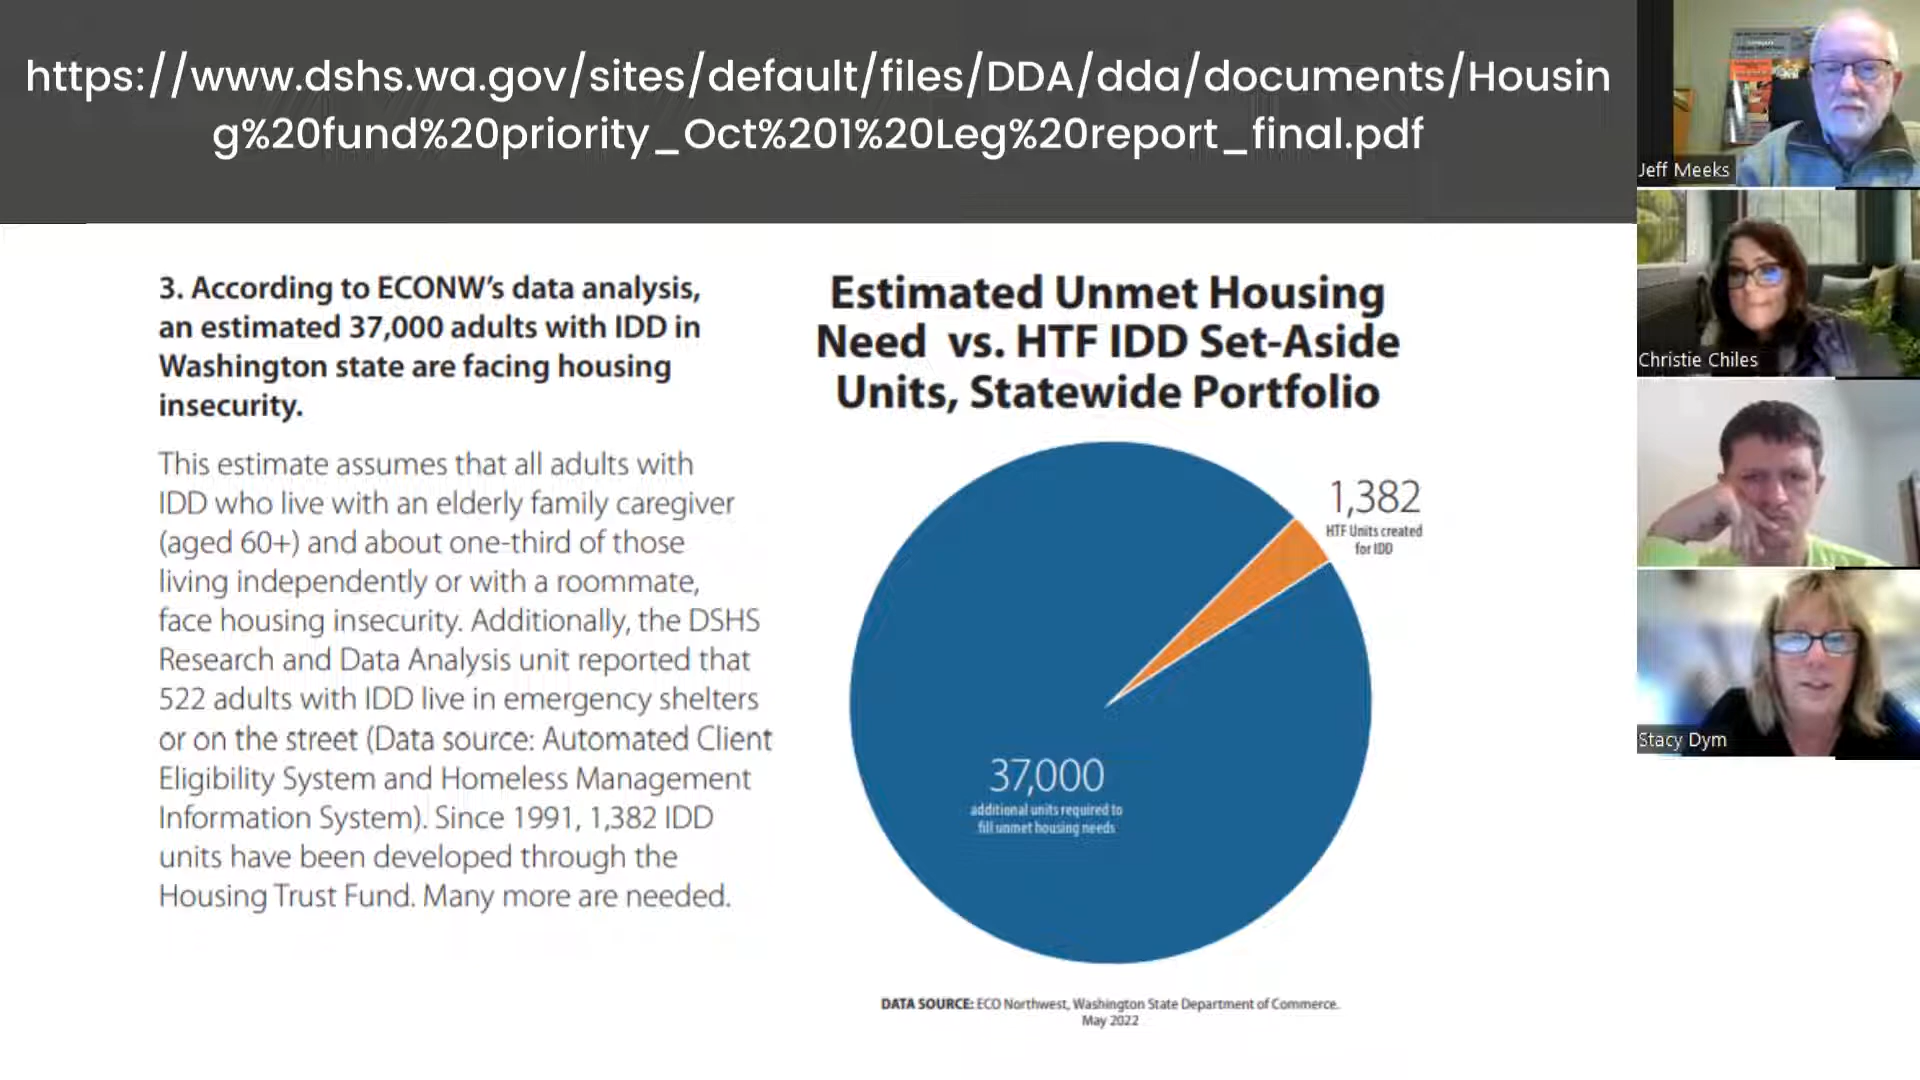 https://www.dshs.wa.gov/sites/default/files/DDA/dda/documents/Housin
g%20fund%20priority_Oct%201%20Leg%20report_final.pdf
3. According to ECONW's data analysis,
an estimated 37,000 adults with IDD in
Washington state are facing housing
insecurity.
This estimate assumes that all adults with
IDD who live with an elderly family caregiver
(aged 60+) and about one-third of those
living independently or with a roommate,
face housing insecurity. Additionally, the DSHS
Research and Data Analysis unit reported that
522 adults with IDD live in emergency shelters
or on the street (Data source: Automated Client
Eligibility System and Homeless Management
Information System). Since 1991, 1,382 IDD
units have been developed through the
Housing Trust Fund. Many more are needed.
Estimated Unmet Housing
Need vs. HTF IDD Set-Aside
Units, Statewide Portfolio
1,382
HTF Units created
for IDD
37,000
additional units required to
fill unmet housing needs
DATA SOURCE: ECO Northwest, Washington State Department of Commerce.
May 2022
Jeff Meeks
Christie Chiles
Stacy Dym